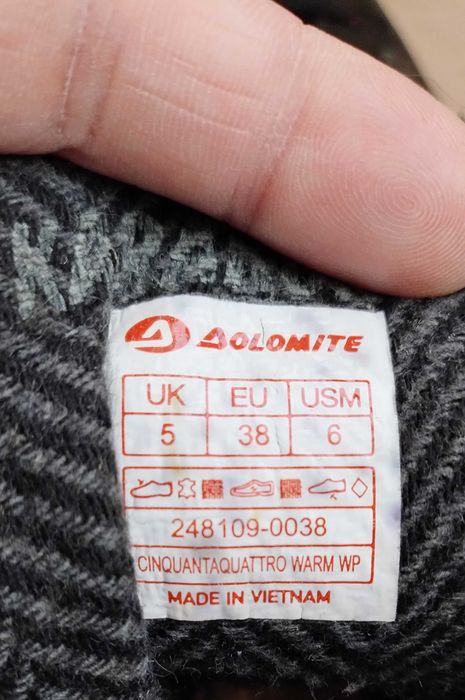 DOLOMITE
UK EU USM
5 38 6
248109-0038
CINQUANTAQUATTRO WARM WP
MADE IN VIETNAM